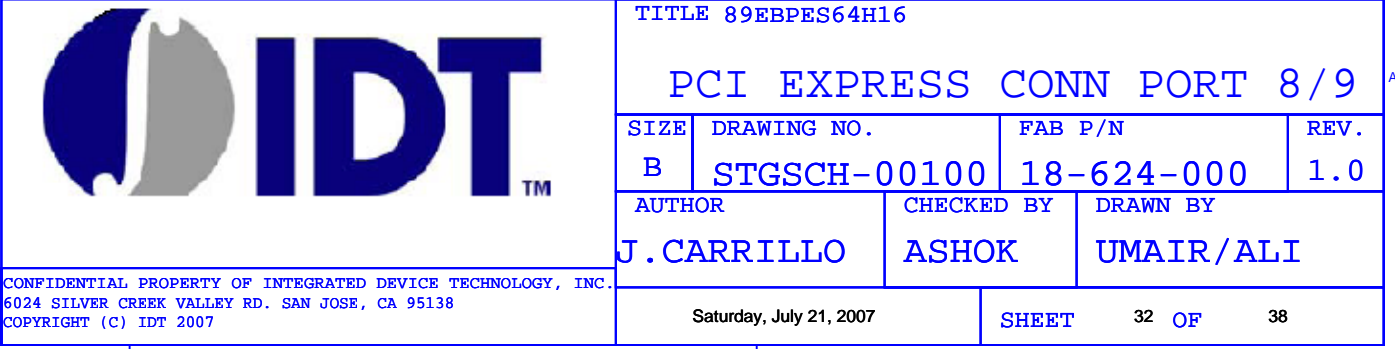 IDT TM
CONFIDENTIAL PROPERTY OF INTEGRATED DEVICE TECHNOLOGY, INC.
6024 SILVER CREEK VALLEY RD. SAN JOSE, CA 95138
COPYRIGHT (C) IDT 2007
TITLE 89EBPES64H16
PCI EXPRESS CONN PORT 8/9
A
SIZE DRAWING NO. FAB P/N REV.
B STGSCH-00100 18-624-000 1.0
AUTHOR CHECKED BY DRAWN BY
J.CARRILLO ASHOK UMAIR/ALI
Saturday, July 21, 2007 SHEET 32 OF 38